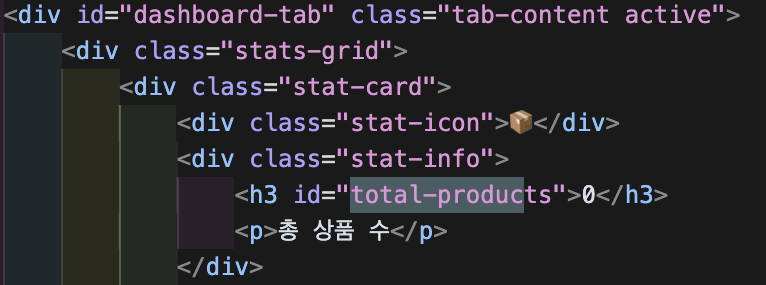 <div id="dashboard-tab" class="tab-content active">
<div class="stats-grid">
<div class="stat-card">
<div class="stat-icon">📦</div>
<div class="stat-info">
<h3 id="total-products">0</h3>
<p>총 상품 수</p>
</div>